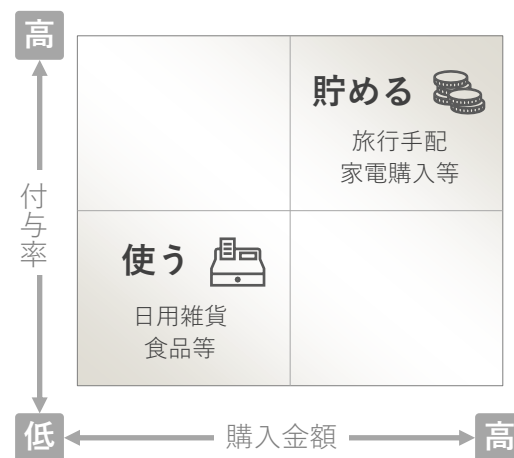 高
貯める
旅行手配
家電購入等
付与率
使う
日用雑貨
食品等
低
購入金額
高